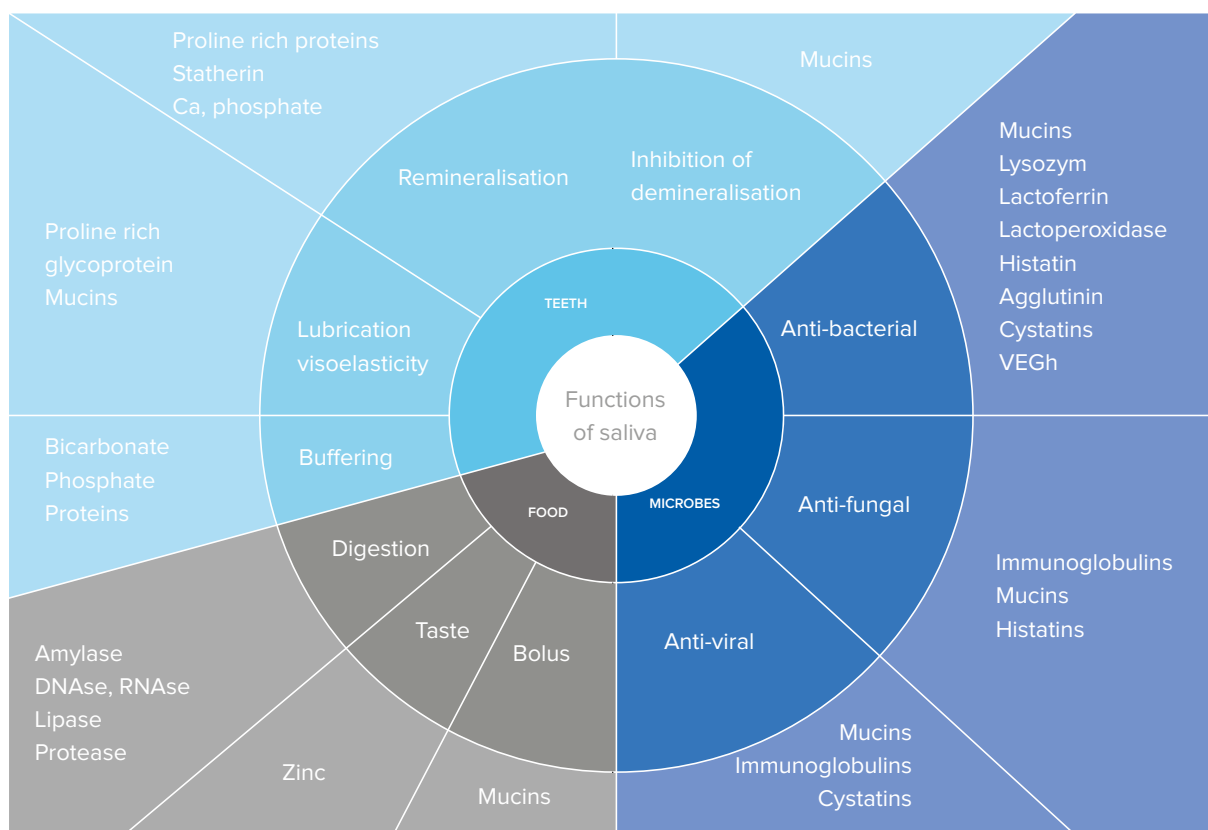 Proline rich proteins
Statherin
Ca, phosphate
Mucins
Mucins
Lysozym
Lactoferrin
Lactoperoxidase
Histatin
Agglutinin
Cystatins
VEGh
Remineralisation
Inhibition of
demineralisation
Proline rich
glycoprotein
Mucins
TEETH
Lubrication
visoelasticity
Anti-bacterial
Functions
of saliva
Bicarbonate
Phosphate
Proteins
Buffering
FOOD
MICROBES
Anti-fungal
Digestion
Taste
Bolus
Anti-viral
Immunoglobulins
Mucins
Histatins
Amylase
DNAse, RNAse
Lipase
Protease
Zinc
Mucins
Mucins
Immunoglobulins
Cystatins